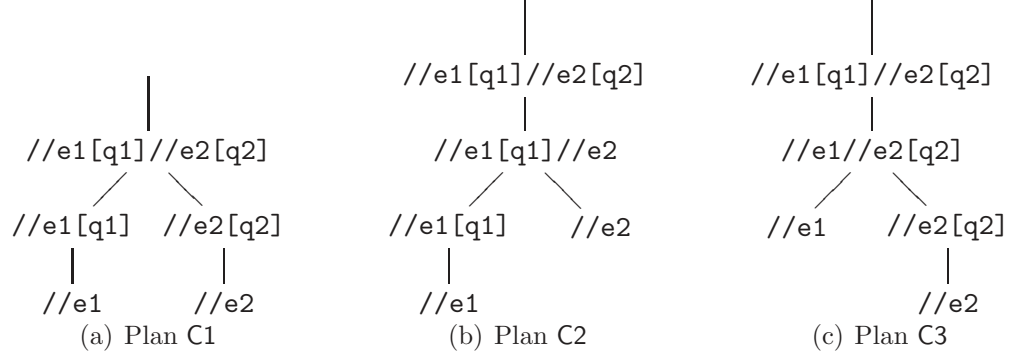 //e1[q1]//e2[q2]
//e1[q1] //e2[q2]
//e1 //e2
(a) Plan C1
//e1[q1]//e2[q2]
//e1[q1]//e2
//e1[q1] //e2
//e1
(b) Plan C2
//e1[q1]//e2[q2]
//e1//e2[q2]
//e1 //e2[q2]
//e2
(c) Plan C3